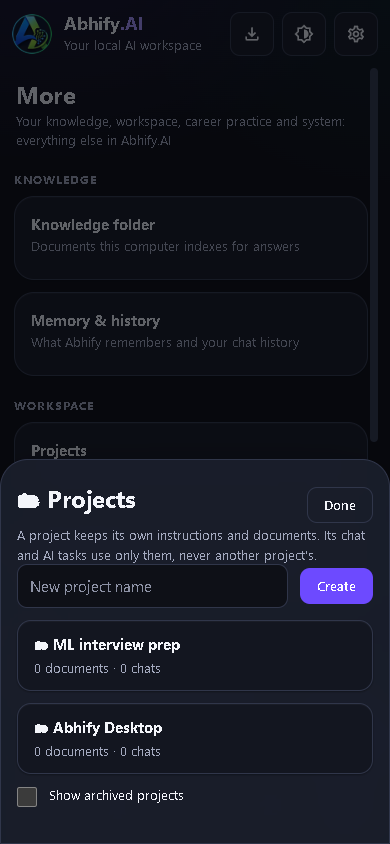 Abhify.AI
Your local AI workspace
More
Your knowledge, workspace, career practice and system:
everything else in Abhify.AI
KNOWLEDGE
Knowledge folder
Documents this computer indexes for answers
Memory & history
What Abhify remembers and your chat history
WORKSPACE
Projects
Projects
Done
A project keeps its own instructions and documents. Its chat
and AI tasks use only them, never another project's.
New project name
Create
ML interview prep
0 documents · 0 chats
Abhify Desktop
0 documents · 0 chats
Show archived projects